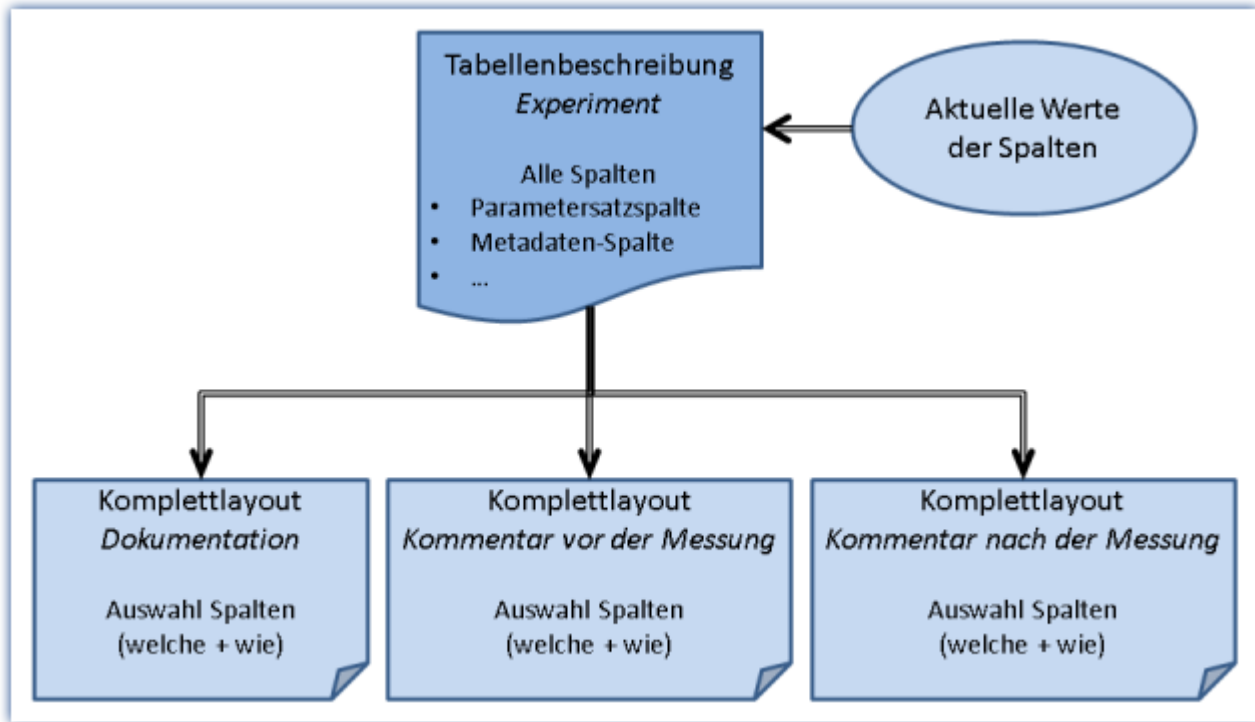 Tabellenbeschreibung
Experiment
Alle Spalten
• Parametersatzspalte
• Metadaten-Spalte
• ...
Aktuelle Werte
der Spalten
Komplettlayout
Dokumentation
Auswahl Spalten
(welche + wie)
Komplettlayout
Kommentar vor der Messung
Auswahl Spalten
(welche + wie)
Komplettlayout
Kommentar nach der Messung
Auswahl Spalten
(welche + wie)